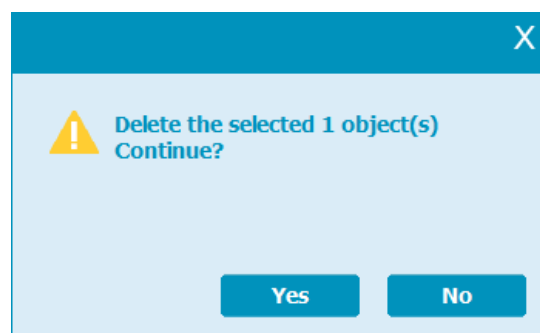 X
Delete the selected 1 object(s)
Continue?
Yes No